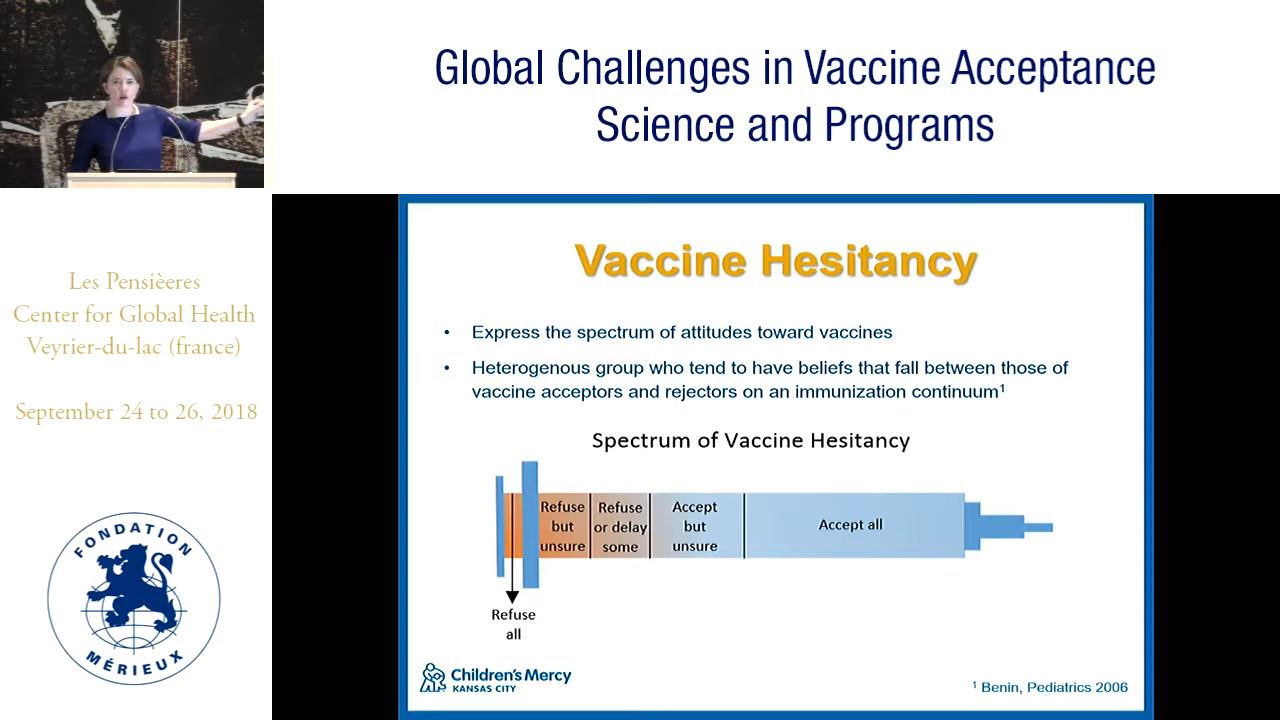 Global Challenges in Vaccine Acceptance
Science and Programs
Les Pensièeres
Center for Global Health
Veyrier-du-lac (france)
September 24 to 26, 2018
FONDATION
MÉRIEUX
Vaccine Hesitancy
• Express the spectrum of attitudes toward vaccines
• Heterogenous group who tend to have beliefs that fall between those of
vaccine acceptors and rejectors on an immunization continuum¹
Spectrum of Vaccine Hesitancy
Refuse
but
unsure
Refuse
or delay
some
Accept
but
unsure
Accept all
Refuse
all
Children's Mercy
KANSAS CITY
¹ Benin, Pediatrics 2006